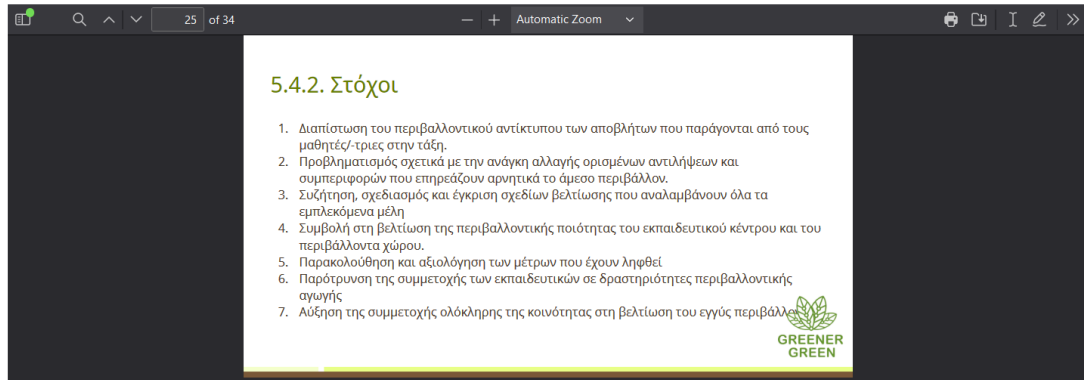 25 of 34
Automatic Zoom
5.4.2. Στόχοι
1. Διαπίστωση του περιβαλλοντικού αντίκτυπου των αποβλήτων που παράγονται από τους
μαθητές/-τριες στην τάξη.
2. Προβληματισμός σχετικά με την ανάγκη αλλαγής ορισμένων αντιλήψεων και
συμπεριφορών που επηρεάζουν αρνητικά το άμεσο περιβάλλον.
3. Συζήτηση, σχεδιασμός και έγκριση σχεδίων βελτίωσης που αναλαμβάνουν όλα τα
εμπλεκόμενα μέλη
4. Συμβολή στη βελτίωση της περιβαλλοντικής ποιότητας του εκπαιδευτικού κέντρου και του
περιβάλλοντα χώρου.
5. Παρακολούθηση και αξιολόγηση των μέτρων που έχουν ληφθεί
6. Παρότρυνση της συμμετοχής των εκπαιδευτικών σε δραστηριότητες περιβαλλοντικής
αγωγής
7. Αύξηση της συμμετοχής ολόκληρης της κοινότητας στη βελτίωση του εγγύς
GREENER
GREEN